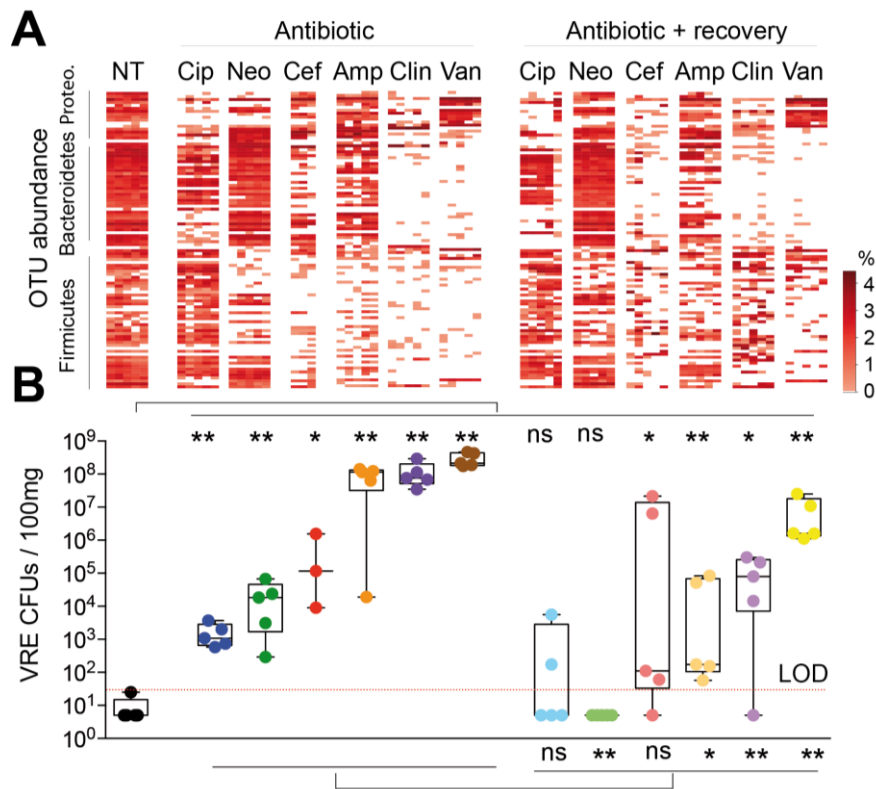 A
Antibiotic
Antibiotic + recovery
NT Cip Neo Cef Amp Clin Van Cip Neo Cef Amp Clin Van
OTU abundance
Proteo.
Bacteroidetes
Firmicutes
%
4
3
2
1
0
B
** ** * ** ** ** ns ns * ** * **
VRE CFUs / 100mg
10⁹
10⁸
10⁷
10⁶
10⁵
10⁴
10³
10²
10¹
10⁰
LOD
ns ** ns * ** **